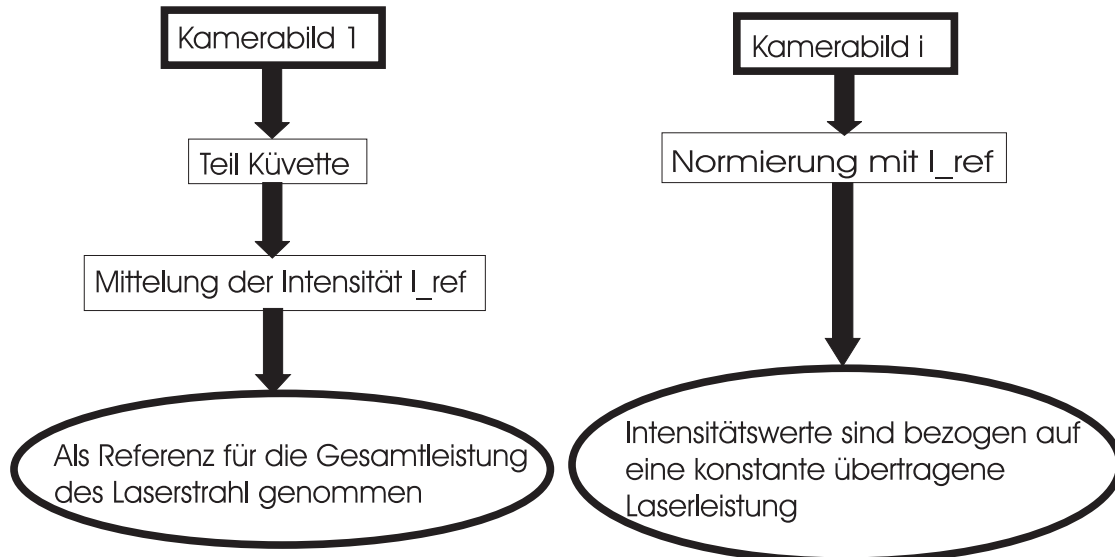 Kamerabild 1
Teil Küvette
Mittelung der Intensität I_ref
Als Referenz für die Gesamtleistung
des Laserstrahl genommen
Kamerabild i
Normierung mit I_ref
Intensitätswerte sind bezogen auf
eine konstante übertragene
Laserleistung